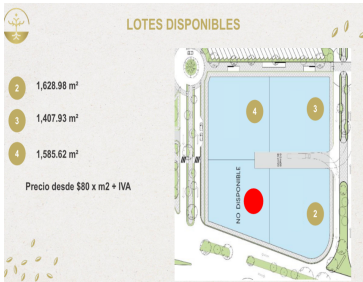 LOTES DISPONIBLES
2 1,628.98 m²
3 1,407.93 m²
4 1,585.62 m²
Precio desde $80 x m2 + IVA
4
3
NO DISPONIBLE
2